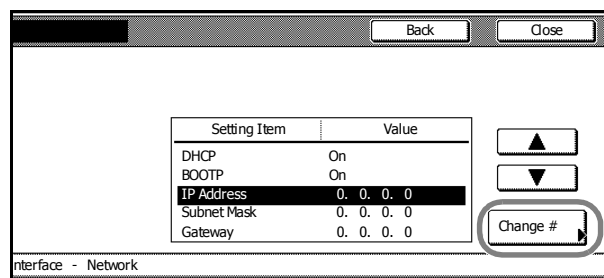 Back Close
Setting Item Value
DHCP On
BOOTP On
IP Address 0. 0. 0. 0
Subnet Mask 0. 0. 0. 0
Gateway 0. 0. 0. 0
Change #
nterface - Network